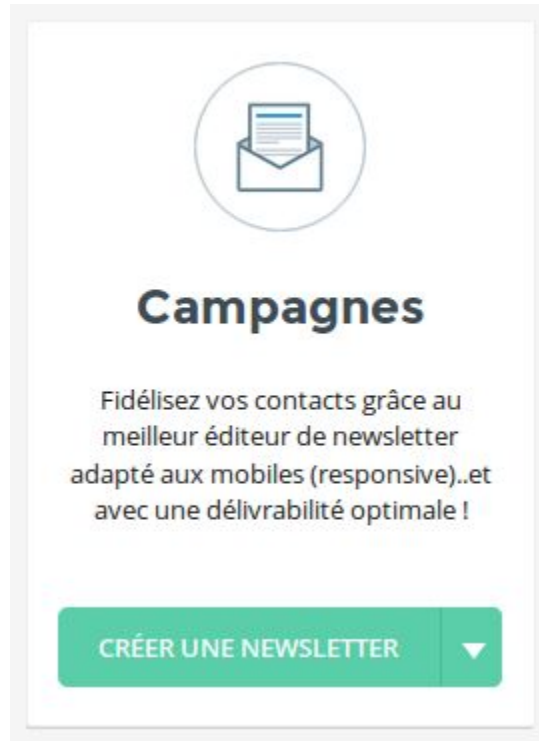 Campagnes
Fidélisez vos contacts grâce au
meilleur éditeur de newsletter
adapté aux mobiles (responsive)..et
avec une délivrabilité optimale !
CRÉER UNE NEWSLETTER